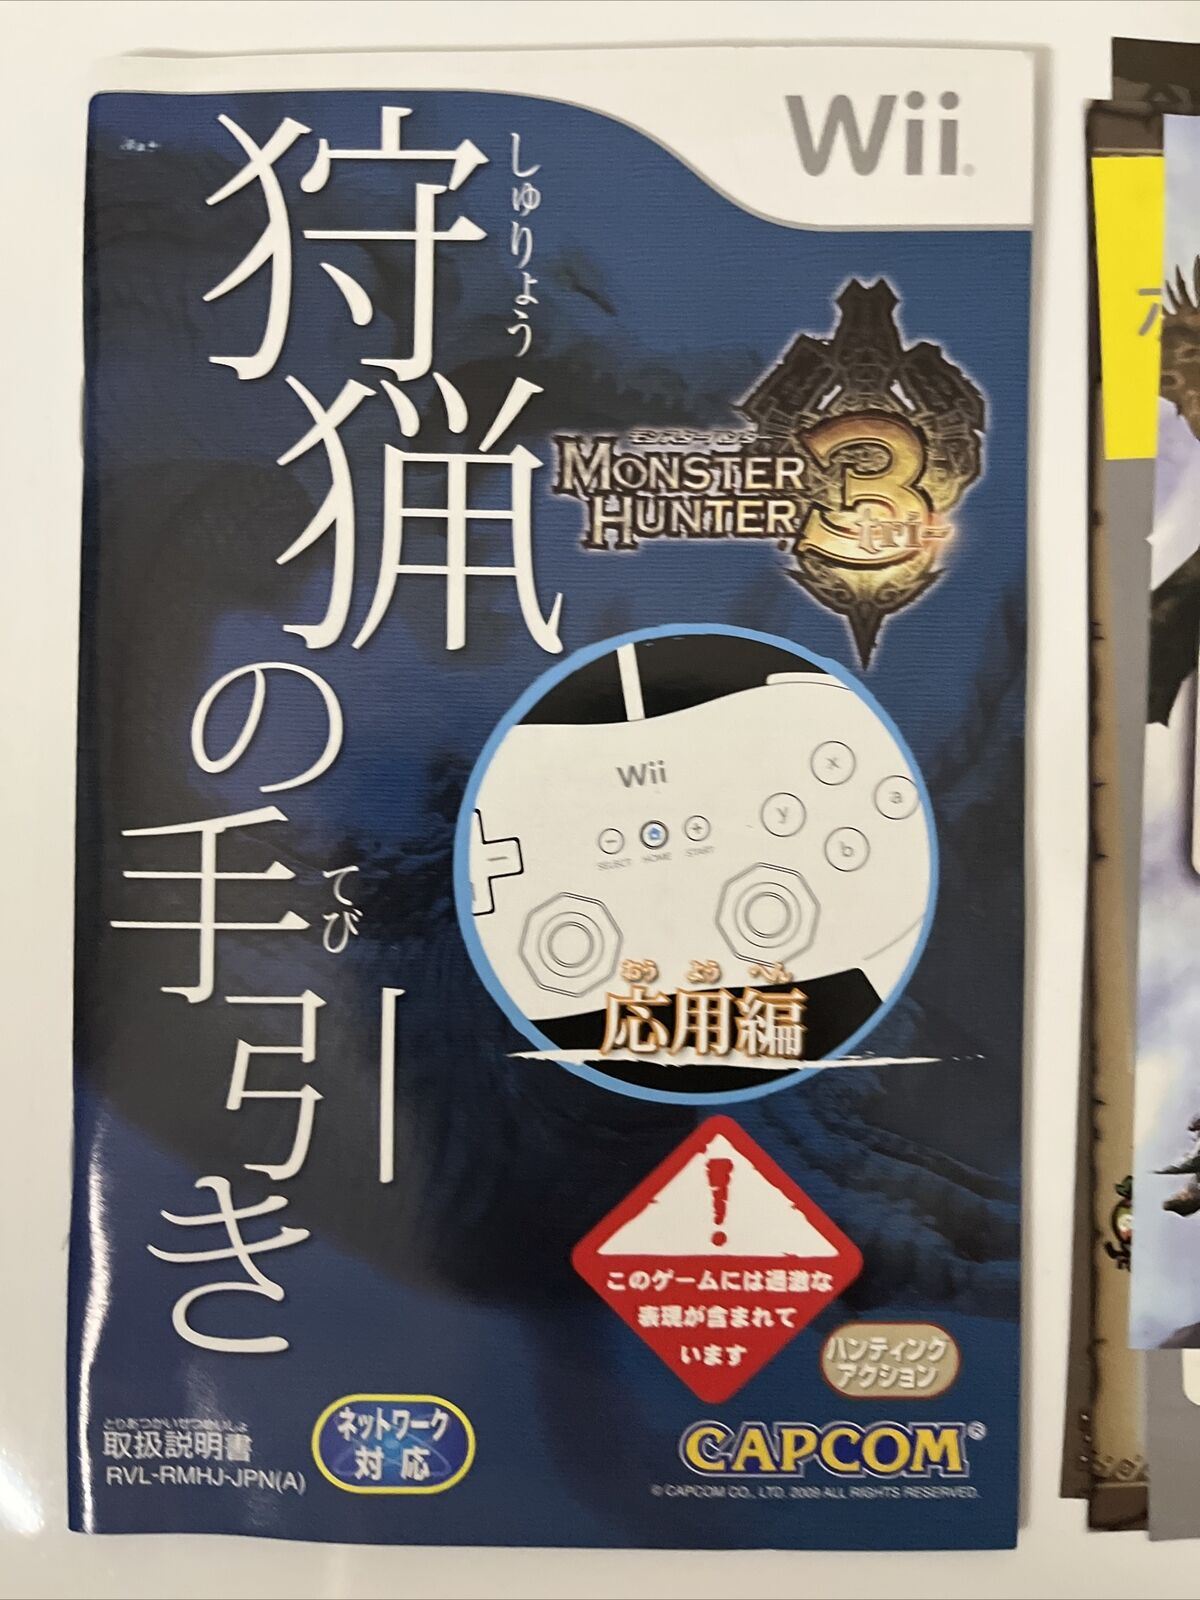 Wii
狩猟の手引き
しゅりょう
てび
モンスターハンター
MONSTER
HUNTER
3
tri-
Wii
SELECT HOME START
x
y
a
b
おうようへん
応用編
このゲームには過激な
表現が含まれて
います
ハンティング
アクション
とりあつかいせつめいしょ
取扱説明書
RVL-RMHJ-JPN(A)
ネットワーク
対応
CAPCOM®
© CAPCOM CO., LTD. 2009 ALL RIGHTS RESERVED.